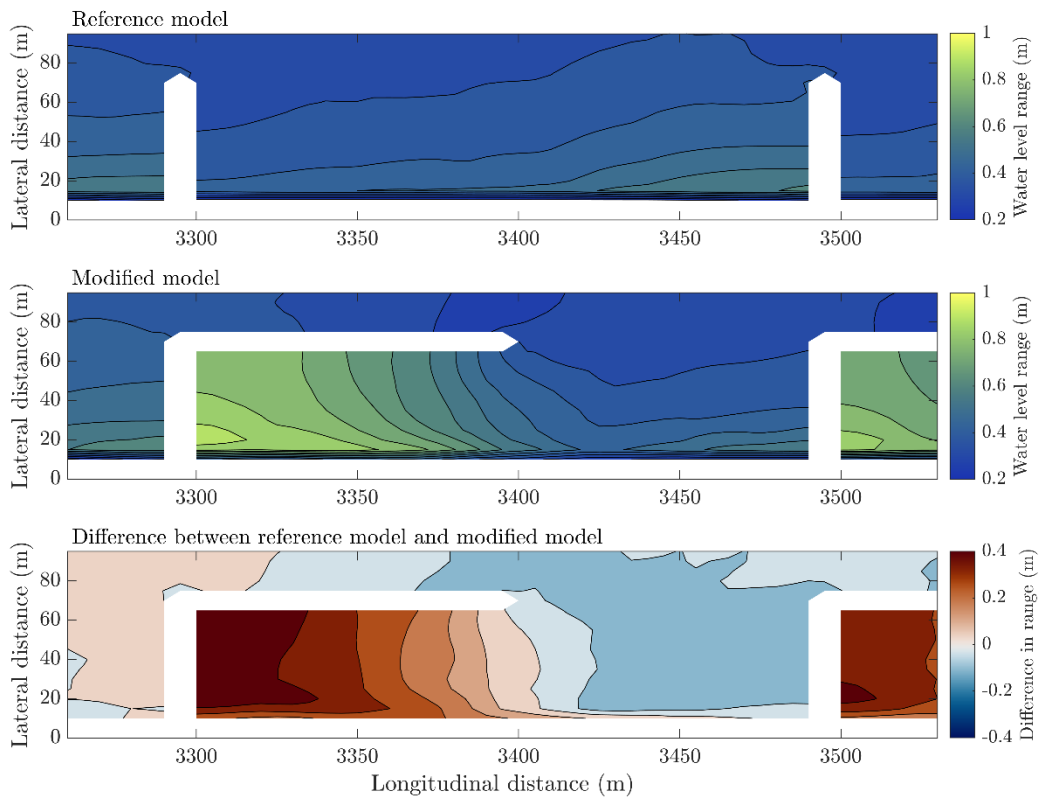 Reference model
80
60
40
20
0
Lateral distance (m)
3300 3350 3400 3450 3500
1
0.8
0.6
0.4
0.2
Water level range (m)
Modified model
80
60
40
20
0
Lateral distance (m)
3300 3350 3400 3450 3500
1
0.8
0.6
0.4
0.2
Water level range (m)
Difference between reference model and modified model
80
60
40
20
0
Lateral distance (m)
3300 3350 3400 3450 3500
Longitudinal distance (m)
0.4
0.2
0
-0.2
-0.4
Difference in range (m)